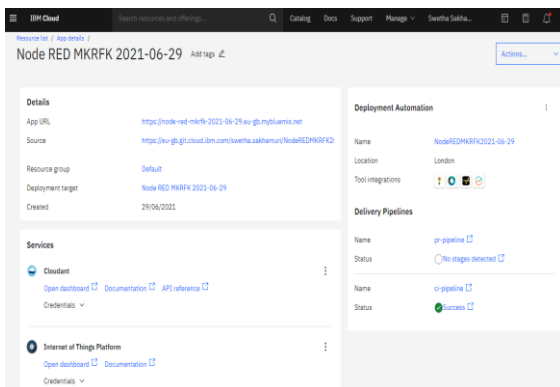 IBM Cloud
Search resources and offerings...
Catalog
Docs
Support
Manage
Swetha Sakha...
Resource list / App details /
Node RED MKRFK 2021-06-29
Add tags
Actions...
Details
App URL
https://node-red-mkrfk-2021-06-29.eu-gb.mybluemix.net
Source
https://eu-gb.git.cloud.ibm.com/swetha.sakhamuri/NodeREDMKRFK2
Resource group
Default
Deployment target
Node RED MKRFK 2021-06-29
Created
29/06/2021
Services
Cloudant
Open dashboard
Documentation
API reference
Credentials
Internet of Things Platform
Open dashboard
Documentation
Credentials
Deployment Automation
Name
NodeREDMKRFK2021-06-29
Location
London
Tool integrations
Delivery Pipelines
Name
pr-pipeline
Status
No stages detected
Name
ci-pipeline
Status
Success